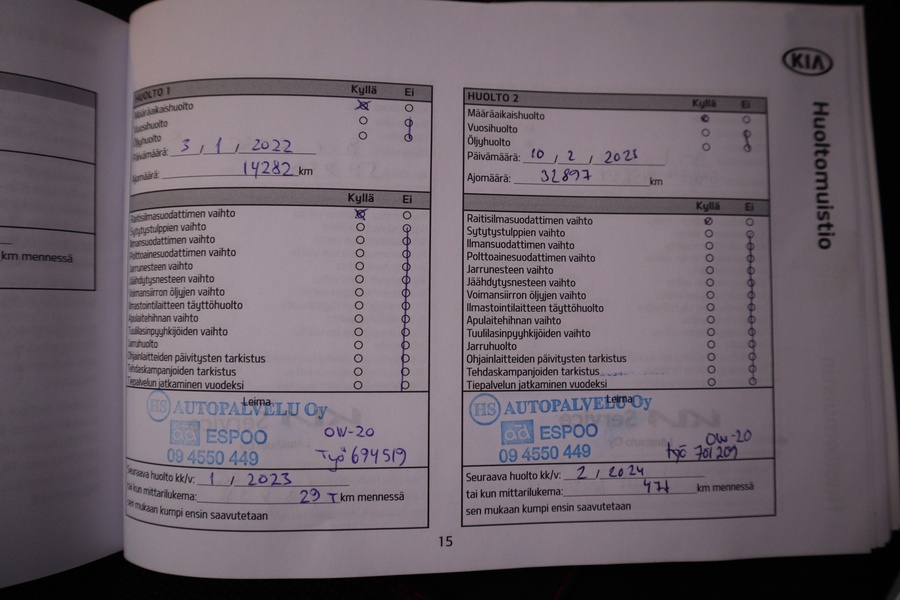 km mennessä
KIA
Huoltomuistio
HUOLTO 1 Kyllä Ei
Määräaikaishuolto
Vuosihuolto
Öljyhuolto
Päivämäärä: 3 / 1 / 2022
Ajomäärä: 14282 km
Kyllä Ei
Raitisilmasuodattimen vaihto
Sytytystulppien vaihto
Ilmansuodattimen vaihto
Polttoainesuodattimen vaihto
Jarrunesteen vaihto
Jäähdytysnesteen vaihto
Voimansiirron öljyjen vaihto
Ilmastointilaitteen täyttöhuolto
Apulaitehihnan vaihto
Tuulilasinpyyhkijöiden vaihto
Jarruhuolto
Ohjainlaitteiden päivitysten tarkistus
Tehdaskampanjoiden tarkistus
Tiepalvelun jatkaminen vuodeksi
Leima
HS AUTOPALVELU Oy
ad ESPOO
09 4550 449
0W-20
Työ 694519
Seuraava huolto kk/v: 1 / 2023
tai kun mittarilukema: 29 T km mennessä
sen mukaan kumpi ensin saavutetaan
HUOLTO 2 Kyllä Ei
Määräaikaishuolto
Vuosihuolto
Öljyhuolto
Päivämäärä: 10 / 2 /
Ajomäärä: 32897 km
Kyllä Ei
Raitisilmasuodattimen vaihto
Sytytystulppien vaihto
Ilmansuodattimen vaihto
Polttoainesuodattimen vaihto
Jarrunesteen vaihto
Jäähdytysnesteen vaihto
Voimansiirron öljyjen vaihto
Ilmastointilaitteen täyttöhuolto
Apulaitehihnan vaihto
Tuulilasinpyyhkijöiden vaihto
Jarruhuolto
Ohjainlaitteiden päivitysten tarkistus
Tehdaskampanjoiden tarkistus
Tiepalvelun jatkaminen vuodeksi
Leima
HS AUTOPALVELU Oy
ad ESPOO
09 4550 449
0W-20
työ 701209
Seuraava huolto kk/v: 2 / 2024
tai kun mittarilukema: 47T km mennessä
sen mukaan kumpi ensin saavutetaan
15